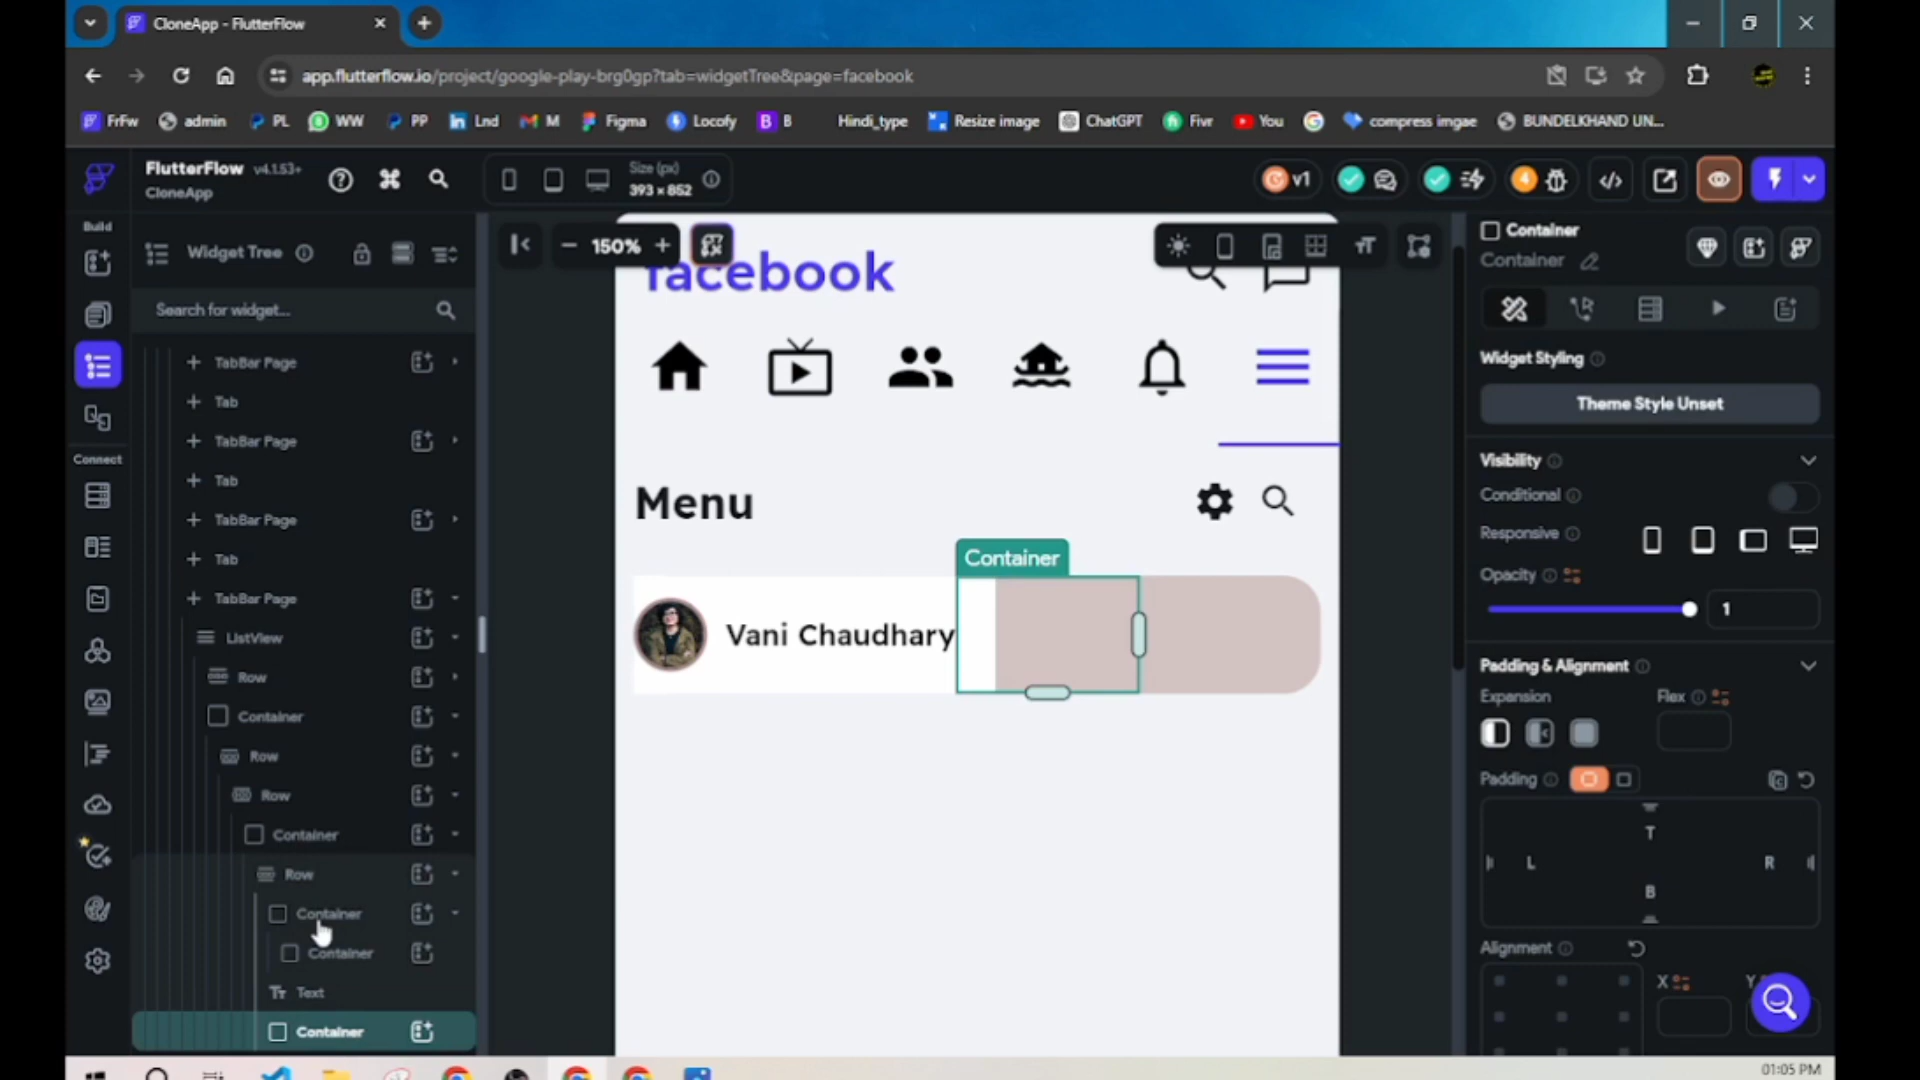 CloneApp - FlutterFlow
app.flutterflow.io/project/google-play-brg0gp?tab=widgetTree&page=facebook
FrFw admin PL WW PP Lnd M Figma Locofy B Hindi_type Resize image ChatGPT Fivr You compress imgae BUNDELKHAND UN...
FlutterFlow v4.1.53+
CloneApp
Size (px)
393 × 852
v1
4
Build
Widget Tree
150%
Search for widget...
TabBar Page
Tab
TabBar Page
Connect
Tab
TabBar Page
Tab
TabBar Page
ListView
Row
Container
Row
Row
Container
Row
Container
Container
Text
Container
facebook
Menu
Container
Vani Chaudhary
Container
Container
Widget Styling
Theme Style Unset
Visibility
Conditional
Responsive
Opacity
1
Padding & Alignment
Expansion Flex
Padding
T
L R
B
Alignment
X Y
01:05 PM